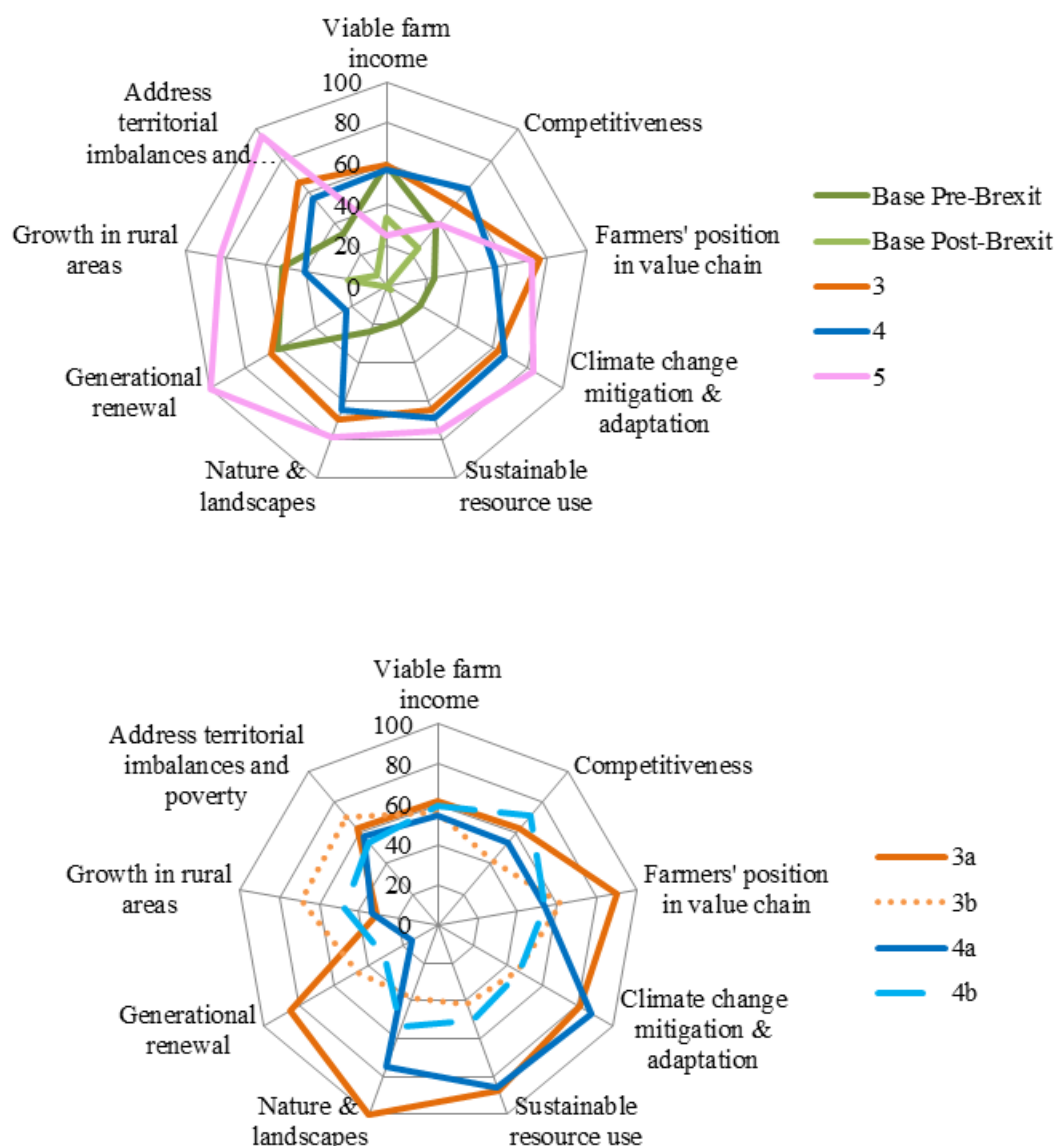 Viable farm
income
100
80
60
40
20
0
Competitiveness
Farmers' position
in value chain
Climate change
mitigation &
adaptation
Sustainable
resource use
Nature &
landscapes
Generational
renewal
Growth in rural
areas
Address
territorial
imbalances and...
Base Pre-Brexit
Base Post-Brexit
3
4
5
Viable farm
income
100
80
60
40
20
0
Competitiveness
Farmers' position
in value chain
Climate change
mitigation &
adaptation
Sustainable
resource use
Nature &
landscapes
Generational
renewal
Growth in rural
areas
Address territorial
imbalances and
poverty
3a
3b
4a
4b